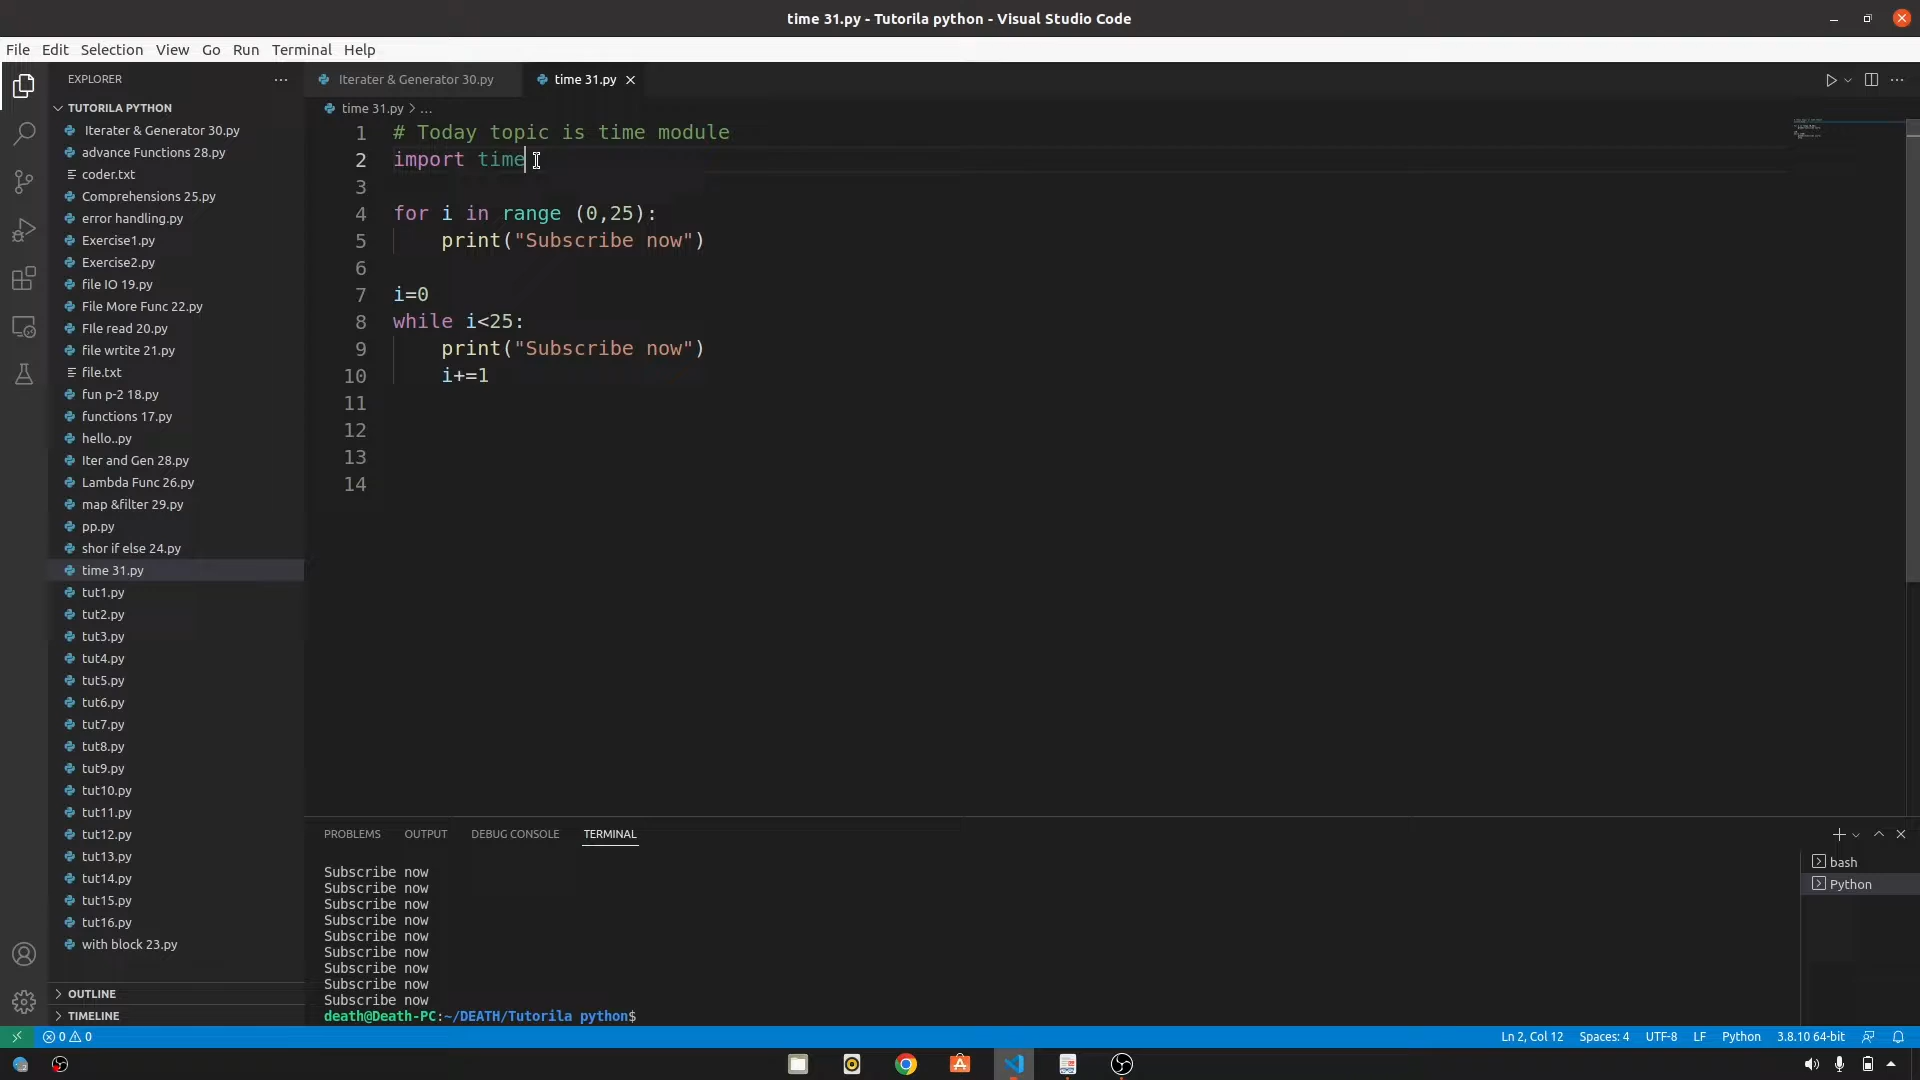 time 31.py - Tutorila python - Visual Studio Code
File Edit Selection View Go Run Terminal Help
EXPLORER
TUTORILA PYTHON
Iterater & Generator 30.py
advance Functions 28.py
coder.txt
Comprehensions 25.py
error handling.py
Exercise1.py
Exercise2.py
file IO 19.py
File More Func 22.py
FIle read 20.py
file wrtite 21.py
file.txt
fun p-2 18.py
functions 17.py
hello..py
Iter and Gen 28.py
Lambda Func 26.py
map &filter 29.py
pp.py
shor if else 24.py
time 31.py
tut1.py
tut2.py
tut3.py
tut4.py
tut5.py
tut6.py
tut7.py
tut8.py
tut9.py
tut10.py
tut11.py
tut12.py
tut13.py
tut14.py
tut15.py
tut16.py
with block 23.py
OUTLINE
TIMELINE
Iterater & Generator 30.py time 31.py
time 31.py > ...
1 # Today topic is time module
2 import time
3
4 for i in range (0,25):
5 print("Subscribe now")
6
7 i=0
8 while i<25:
9 print("Subscribe now")
10 i+=1
11
12
13
14
PROBLEMS OUTPUT DEBUG CONSOLE TERMINAL
Subscribe now
Subscribe now
Subscribe now
Subscribe now
Subscribe now
Subscribe now
Subscribe now
Subscribe now
Subscribe now
death@Death-PC:~/DEATH/Tutorila python$
bash
Python
0 0 Ln 2, Col 12 Spaces: 4 UTF-8 LF Python 3.8.10 64-bit